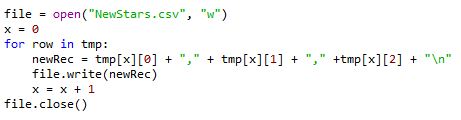 file = open("NewStars.csv", "w")
x = 0
for row in tmp:
    newRec = tmp[x][0] + "," + tmp[x][1] + "," +tmp[x][2] + "\n"
    file.write(newRec)
    x = x + 1
file.close()